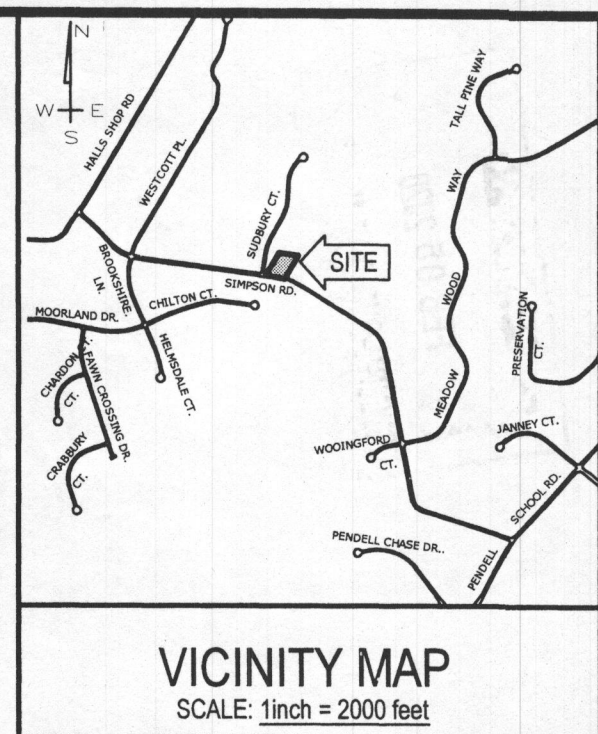 N
W E
S
HALLS SHOP RD
WESTCOTT PL.
TALL PINE WAY
SUDBURY CT.
SITE
SIMPSON RD.
BROOKSHIRE
LN.
MOORLAND DR.
CHILTON CT.
HELMSDALE CT.
CHARDON CT.
FAWN CROSSING DR.
CRABBURY
CT.
MEADOW WOOD WAY
PRESERVATION
CT.
WOOINGFORD
CT.
JANNEY CT.
PENDELL SCHOOL RD.
PENDELL CHASE DR..
VICINITY MAP
SCALE: 1inch = 2000 feet